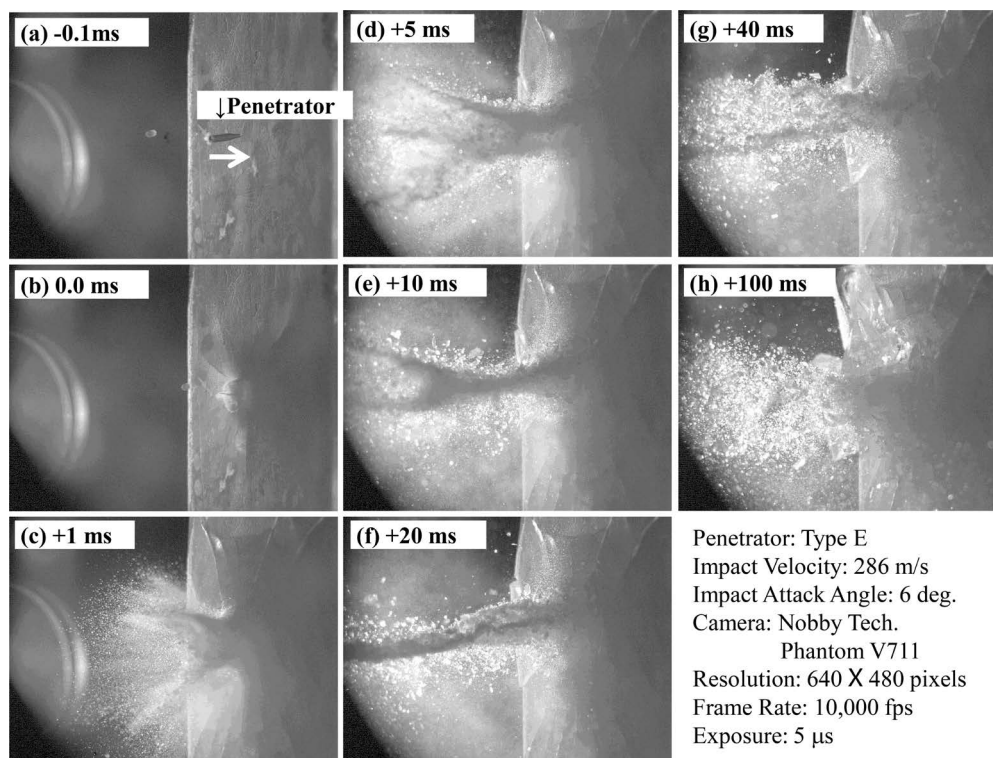 (a) -0.1ms
↓Penetrator
(b) 0.0 ms
(c) +1 ms
(d) +5 ms
(e) +10 ms
(f) +20 ms
(g) +40 ms
(h) +100 ms
Penetrator: Type E
Impact Velocity: 286 m/s
Impact Attack Angle: 6 deg.
Camera: Nobby Tech.
Phantom V711
Resolution: 640 X 480 pixels
Frame Rate: 10,000 fps
Exposure: 5 μs